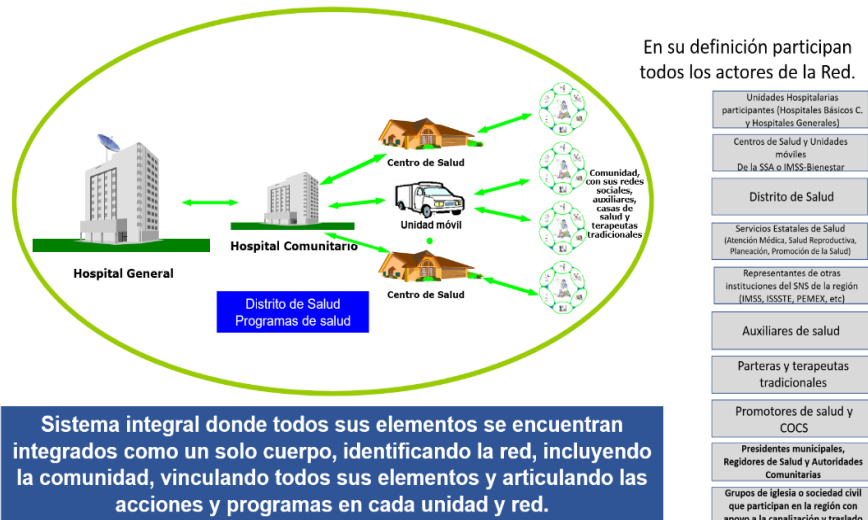 En su definición participan
todos los actores de la Red.
Hospital General
Hospital Comunitario
Centro de Salud
Unidad móvil
Centro de Salud
Comunidad,
con sus redes
sociales,
auxiliares,
casas de
salud y
terapeutas
tradicionales
Distrito de Salud
Programas de salud
Sistema integral donde todos sus elementos se encuentran
integrados como un solo cuerpo, identificando la red, incluyendo
la comunidad, vinculando todos sus elementos y articulando las
acciones y programas en cada unidad y red.
Unidades Hospitalarias
participantes (Hospitales Básicos C.
y Hospitales Generales)
Centros de Salud y Unidades
móviles
De la SSA o IMSS-Bienestar
Distrito de Salud
Servicios Estatales de Salud
(Atención Médica, Salud Reproductiva,
Planeación, Promoción de la Salud)
Representantes de otras
instituciones del SNS de la región
(IMSS, ISSSTE, PEMEX, etc)
Auxiliares de salud
Parteras y terapeutas
tradicionales
Promotores de salud y
COCS
Presidentes municipales,
Regidores de Salud y Autoridades
Comunitarias
Grupos de iglesia o sociedad civil
que participan en la región con
apoyo a la canalización y traslado